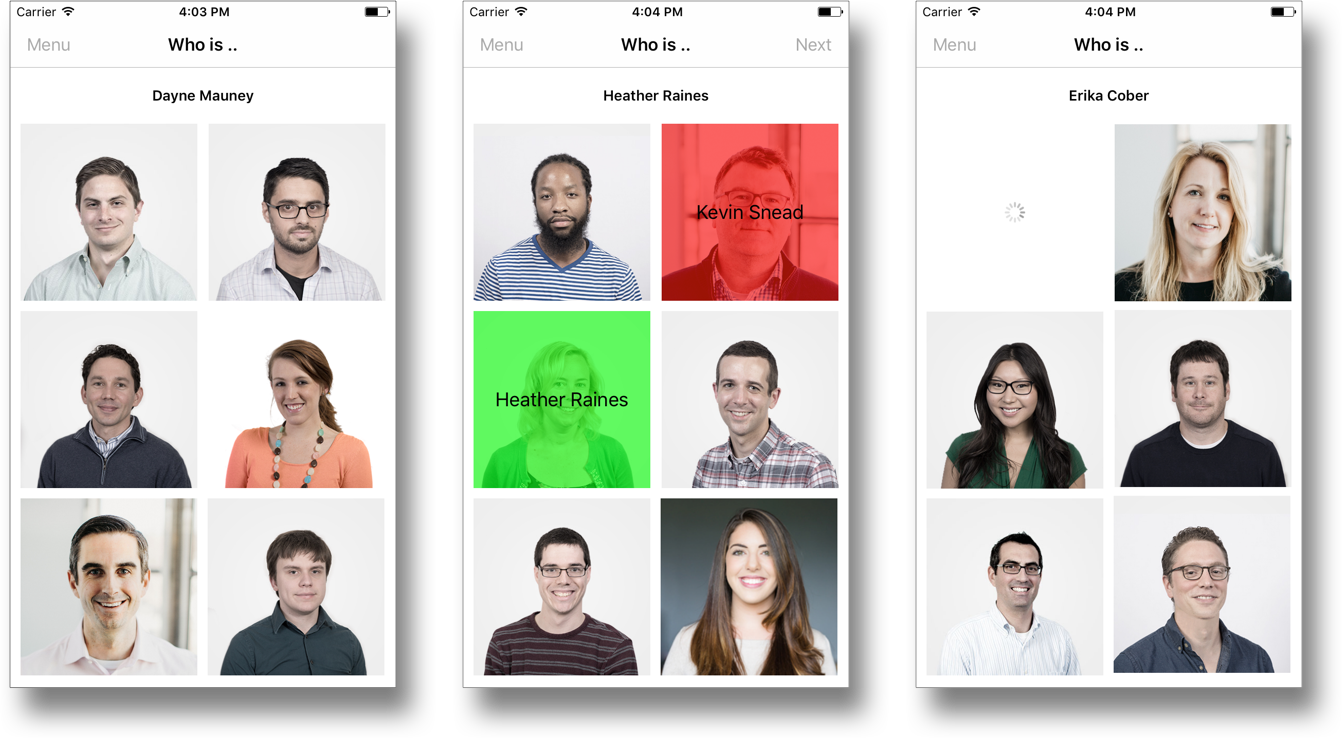 Carrier 4:03 PM
Menu Who is ..
Dayne Mauney
Carrier 4:04 PM
Menu Who is .. Next
Heather Raines
Kevin Snead
Heather Raines
Carrier 4:04 PM
Menu Who is ..
Erika Cober